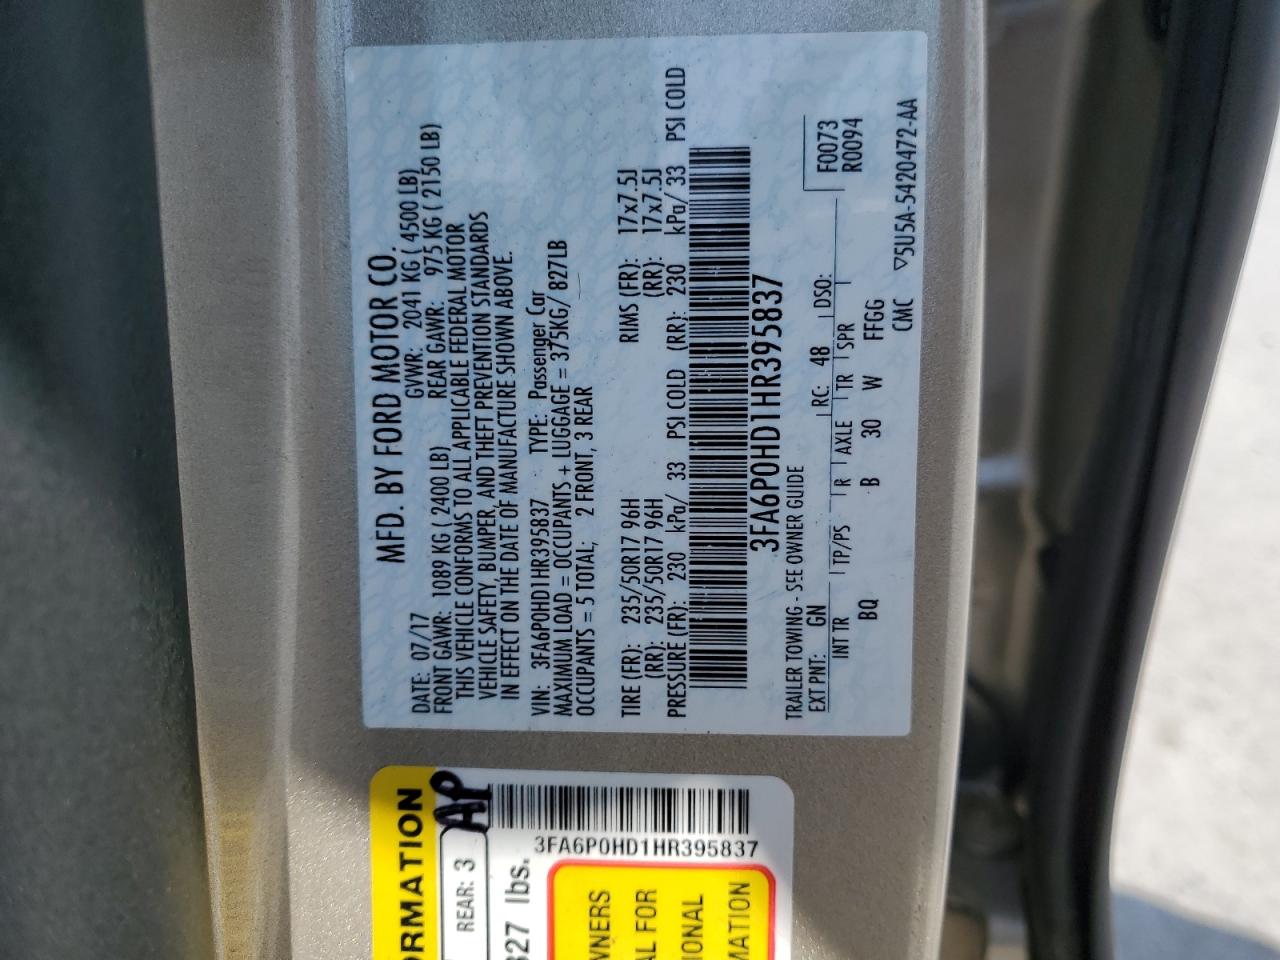 MFD. BY FORD MOTOR CO.
DATE: 07/17 GVWR: 2041 KG ( 4500 LB)
FRONT GAWR: 1089 KG ( 2400 LB) REAR GAWR: 975 KG ( 2150 LB)
THIS VEHICLE CONFORMS TO ALL APPLICABLE FEDERAL MOTOR
VEHICLE SAFETY, BUMPER, AND THEFT PREVENTION STANDARDS
IN EFFECT ON THE DATE OF MANUFACTURE SHOWN ABOVE.
VIN: 3FA6P0HD1HR395837 TYPE: Passenger Car
MAXIMUM LOAD = OCCUPANTS + LUGGAGE = 375KG/ 827LB
OCCUPANTS = 5 TOTAL; 2 FRONT, 3 REAR
TIRE (FR): 235/50R17 96H RIMS (FR): 17x7.5J
(RR): 235/50R17 96H (RR): 17x7.5J
PRESSURE (FR): 230 kPa/ 33 PSI COLD (RR): 230 kPa/ 33 PSI COLD
3FA6P0HD1HR395837
TRAILER TOWING - SEE OWNER GUIDE
EXT PNT: GN RC: 48 DSO: F0073
R0094
INT TR TP/PS R AXLE TR SPR
BQ B 30 W FFGG
CMC ▽5U5A-5420472-AA
ORMATION
REAR: 3
AP
827 lbs.
3FA6P0HD1HR395837
WNERS
AL FOR
IONAL
MATION